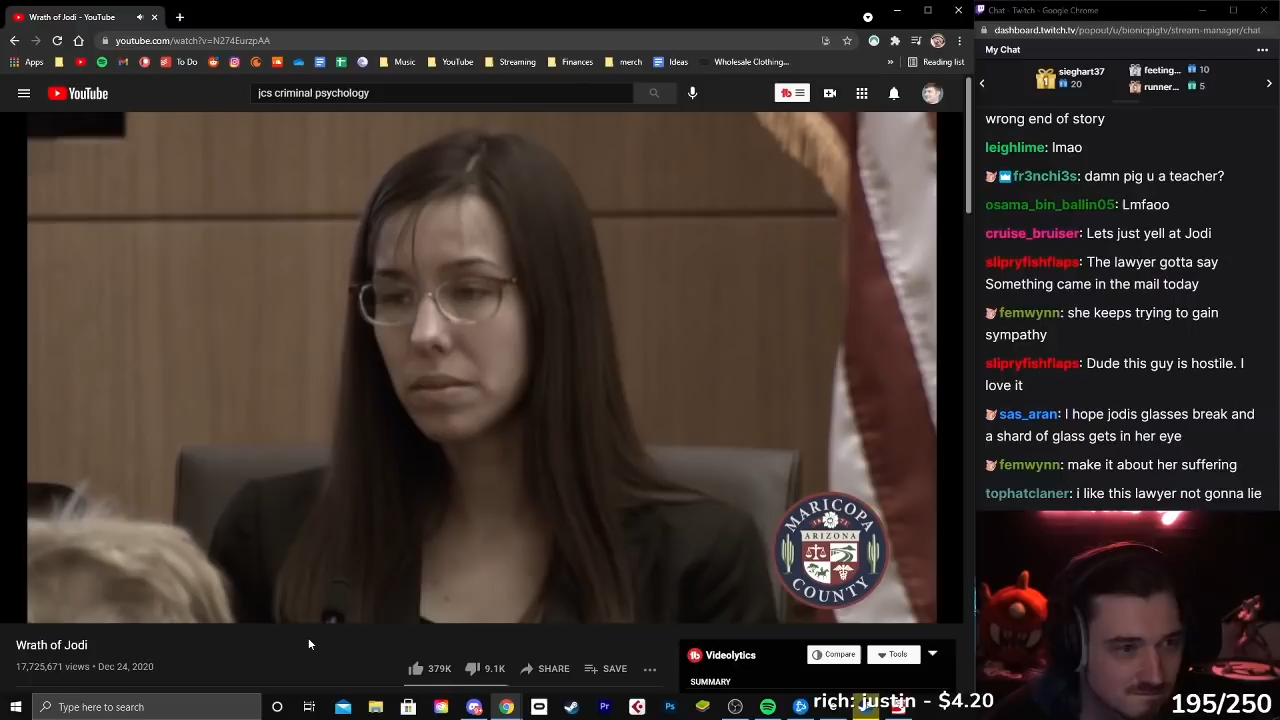 Wrath of Jodi - YouTube
youtube.com/watch?v=N274EurzpAA
Apps
To Do
Music
YouTube
Streaming
Finances
merch
Ideas
Wholesale Clothing...
Reading list
YouTube
jcs criminal psychology
MARICOPA
ARIZONA
COUNTY
Wrath of Jodi
17,725,671 views • Dec 24, 2020
379K
9.1K
SHARE
SAVE
Videolytics
Compare
Tools
SUMMARY
Type here to search
rich: justin - $4.20
195/250
Chat - Twitch - Google Chrome
dashboard.twitch.tv/popout/u/bionicpigtv/stream-manager/chat
My Chat
sieghart37
20
feeting...
10
runner...
5
wrong end of story
leighlime: lmao
fr3nchi3s: damn pig u a teacher?
osama_bin_ballin05: Lmfaoo
cruise_bruiser: Lets just yell at Jodi
slipryfishflaps: The lawyer gotta say
Something came in the mail today
femwynn: she keeps trying to gain
sympathy
slipryfishflaps: Dude this guy is hostile. I
love it
sas_aran: I hope jodis glasses break and
a shard of glass gets in her eye
femwynn: make it about her suffering
tophatclaner: i like this lawyer not gonna lie